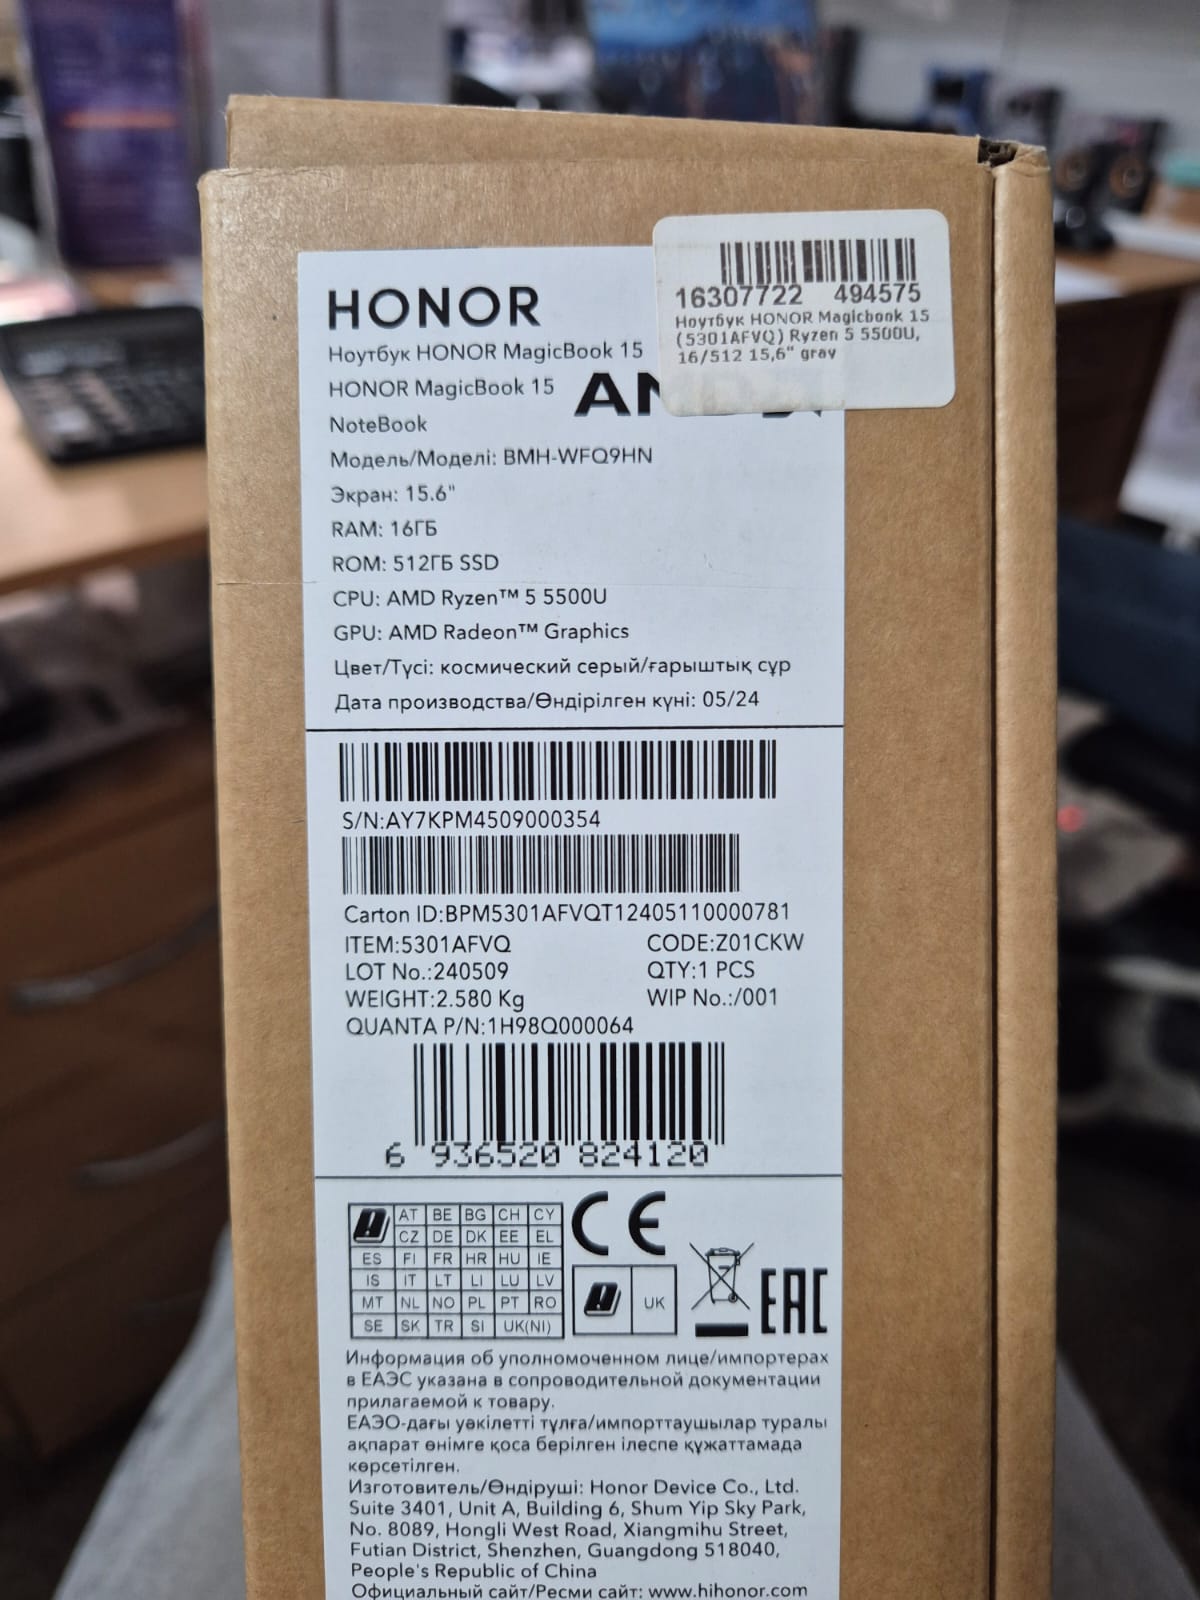 16307722 494575
Ноутбук HONOR Magicbook 15
(5301AFVQ) Ryzen 5 5500U,
16/512 15,6" gray
HONOR
Ноутбук HONOR MagicBook 15
HONOR MagicBook 15
NoteBook
Модель/Моделі: BMH-WFQ9HN
Экран: 15.6"
RAM: 16ГБ
ROM: 512ГБ SSD
CPU: AMD Ryzen™ 5 5500U
GPU: AMD Radeon™ Graphics
Цвет/Түсі: космический серый/ғарыштық сұр
Дата производства/Өндірілген күні: 05/24
S/N:AY7KPM4509000354
Carton ID:BPM5301AFVQT12405110000781
ITEM:5301AFVQ CODE:Z01CKW
LOT No.:240509 QTY:1 PCS
WEIGHT:2.580 Kg WIP No.:/001
QUANTA P/N:1H98Q000064
6 936520 824120
AT BE BG CH CY
CZ DE DK EE EL
ES FI FR HR HU IE
IS IT LT LI LU LV
MT NL NO PL PT RO
SE SK TR SI UK(NI)
CE
UK
EAC
Информация об уполномоченном лице/импортерах
в ЕАЭС указана в сопроводительной документации
прилагаемой к товару.
ЕАЭО-дағы уәкілетті тұлға/импорттаушылар туралы
ақпарат өнімге қоса берілген ілеспе құжаттамада
көрсетілген.
Изготовитель/Өндіруші: Honor Device Co., Ltd.
Suite 3401, Unit A, Building 6, Shum Yip Sky Park,
No. 8089, Hongli West Road, Xiangmihu Street,
Futian District, Shenzhen, Guangdong 518040,
People's Republic of China
Официальный сайт/Ресми сайт: www.hihonor.com